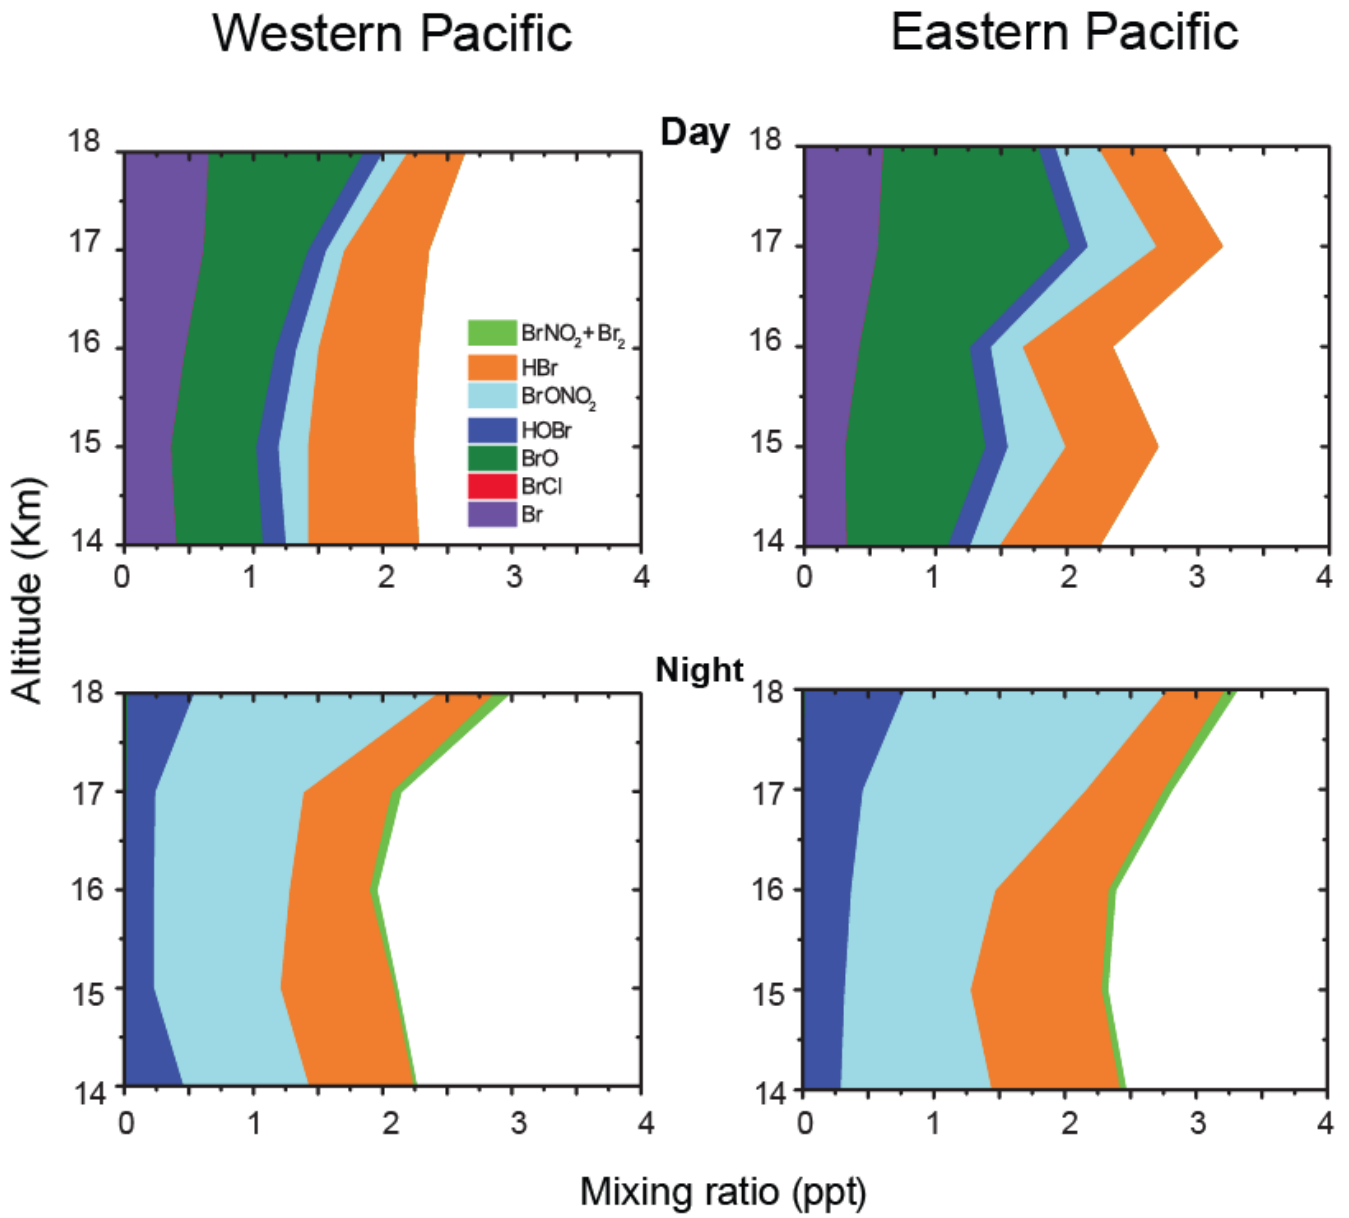 Western Pacific
Eastern Pacific
Day
18
17
16
15
14
0 1 2 3 4
BrNO₂+Br₂
HBr
BrONO₂
HOBr
BrO
BrCl
Br
18
17
16
15
14
0 1 2 3 4
Altitude (Km)
Night
18
17
16
15
14
0 1 2 3 4
18
17
16
15
14
0 1 2 3 4
Mixing ratio (ppt)